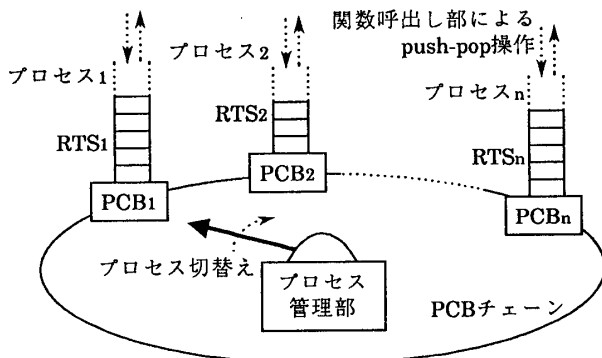 関数呼出し部による
push-pop操作
プロセス1
プロセス2
プロセスn
RTS1
RTS2
RTSn
PCB1
PCB2
PCBn
プロセス切替え
プロセス
管理部
PCBチェーン